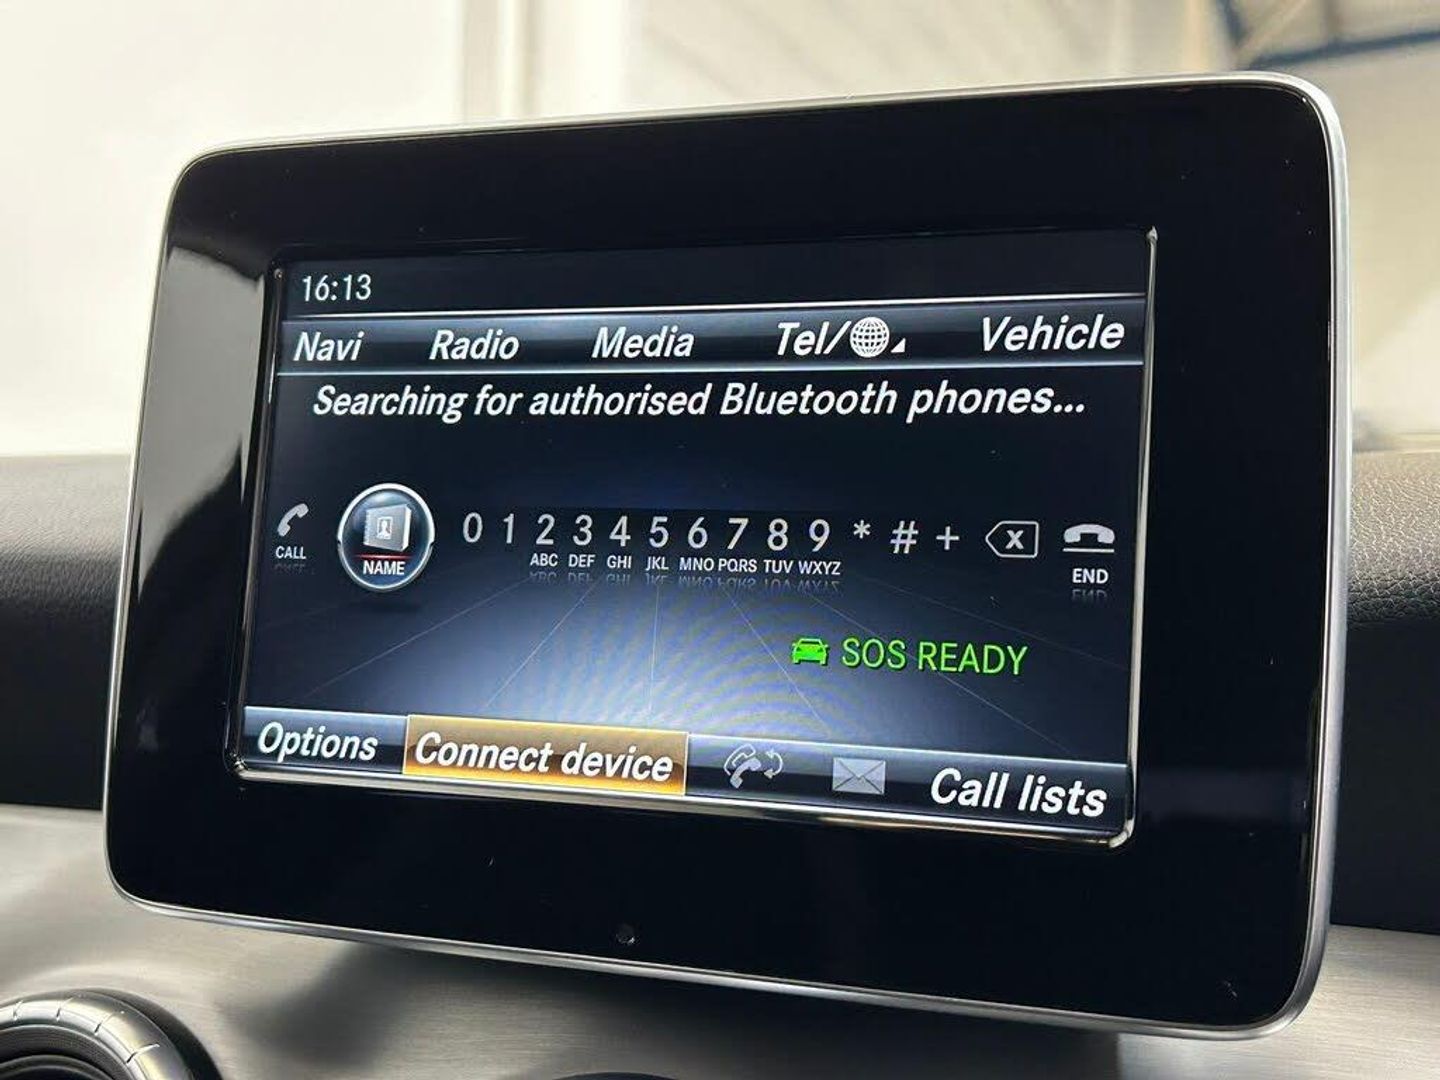 16:13
Navi Radio Media Tel/ Vehicle
Searching for authorised Bluetooth phones...
0 1 2 3 4 5 6 7 8 9 * # + X
CALL NAME ABC DEF GHI JKL MNO PQRS TUV WXYZ END
SOS READY
Options Connect device Call lists